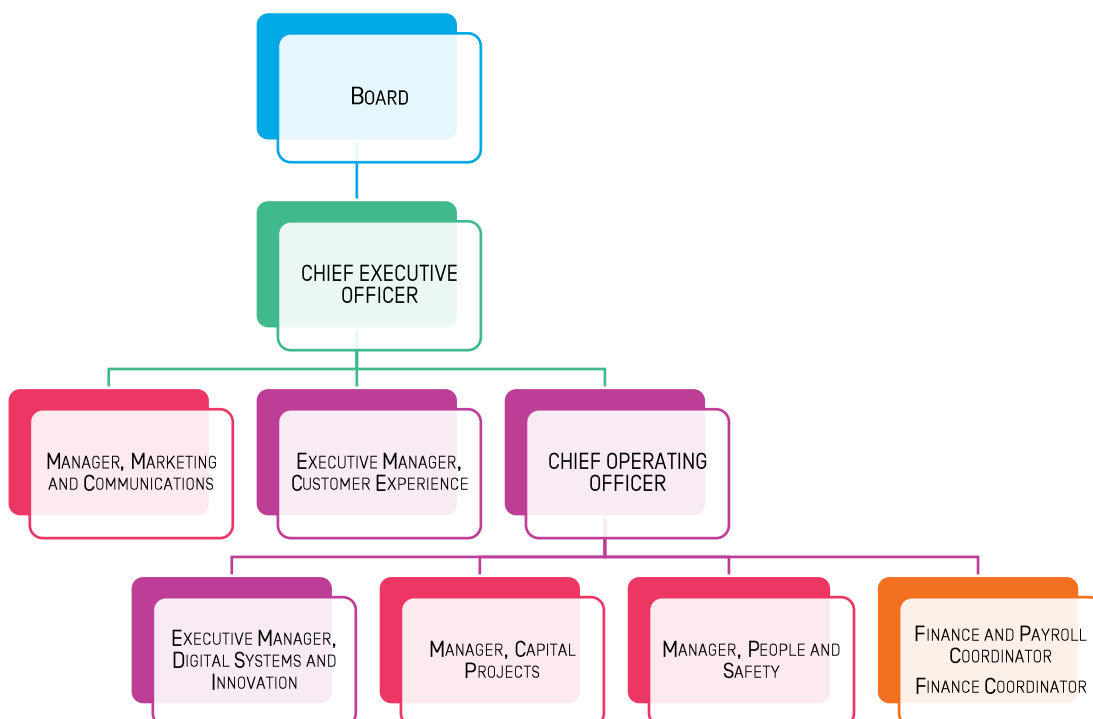 Board
CHIEF EXECUTIVE
OFFICER
Manager, Marketing
and Communications
Executive Manager,
Customer Experience
CHIEF OPERATING
OFFICER
Executive Manager,
Digital Systems and
Innovation
Manager, Capital
Projects
Manager, People and
Safety
Finance and Payroll
Coordinator
Finance Coordinator